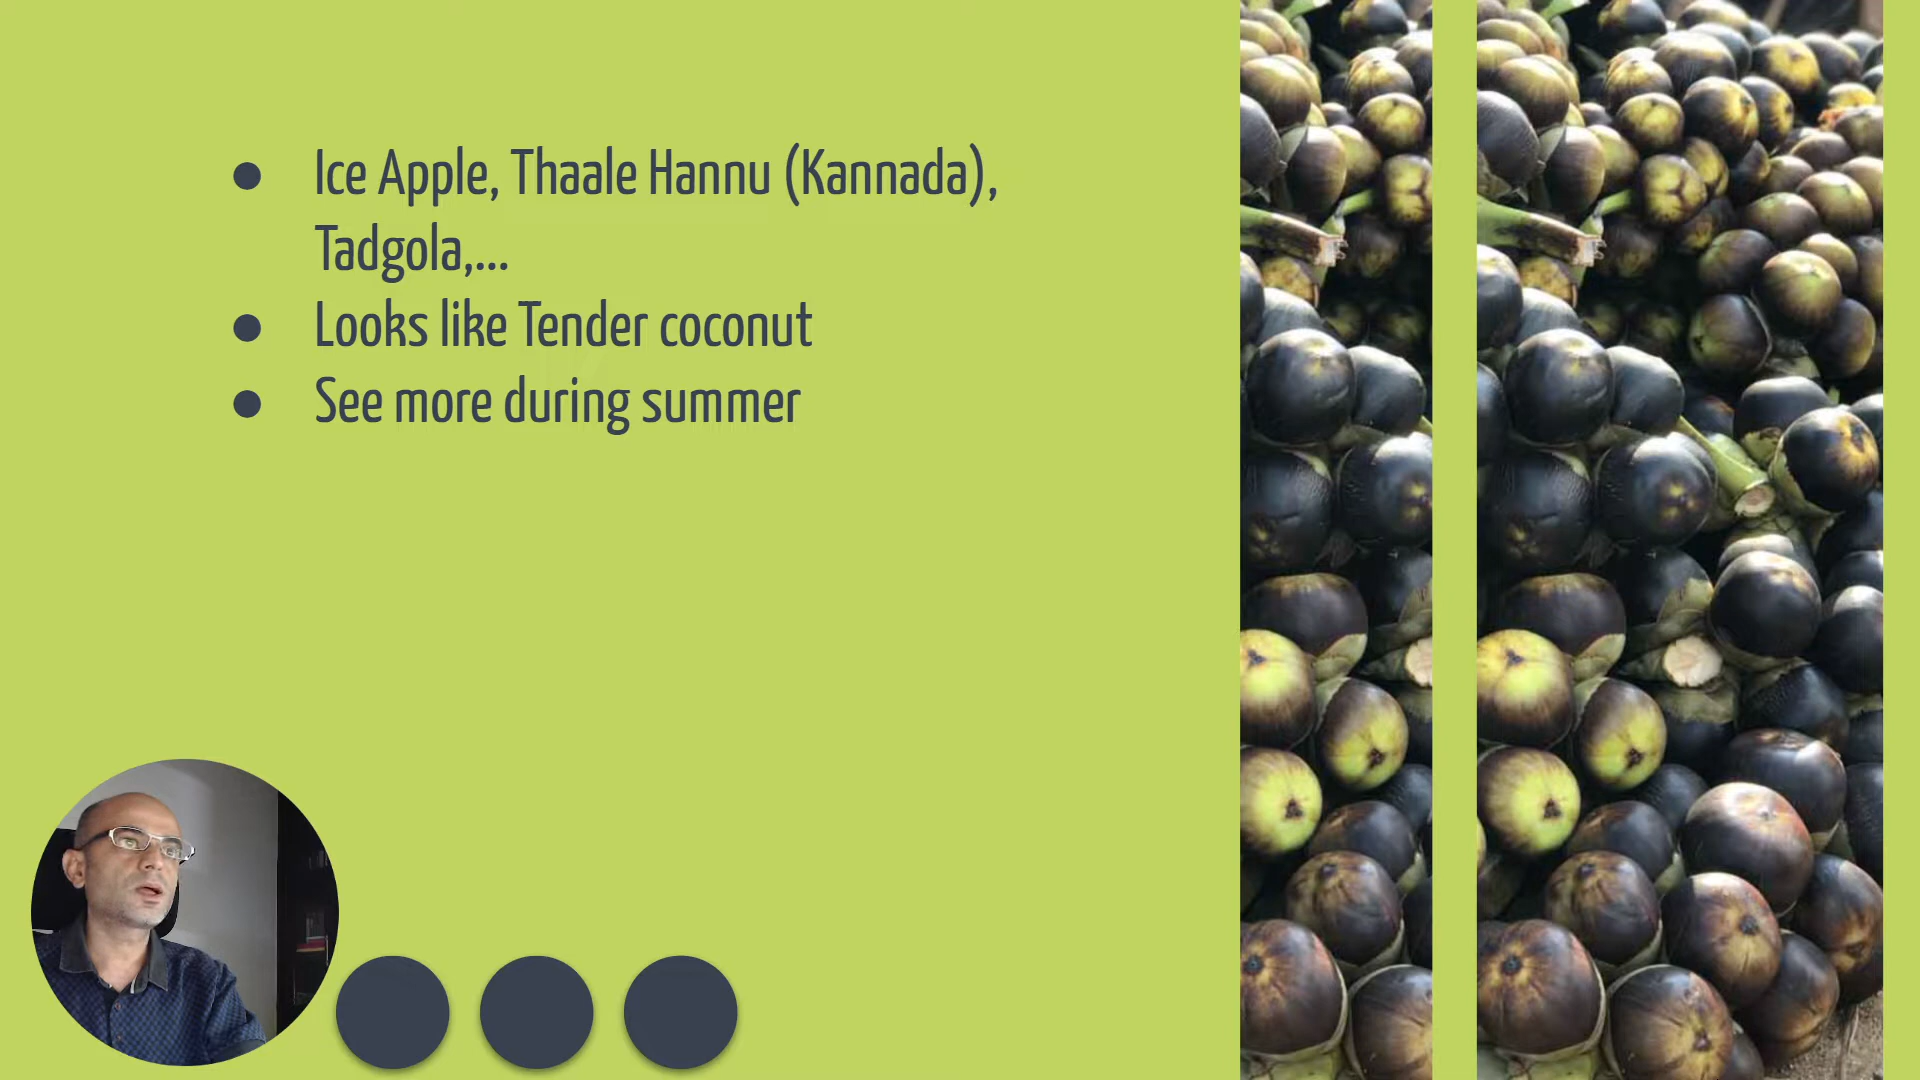 ● Ice Apple, Thaale Hannu (Kannada),
Tadgola,...
● Looks like Tender coconut
● See more during summer